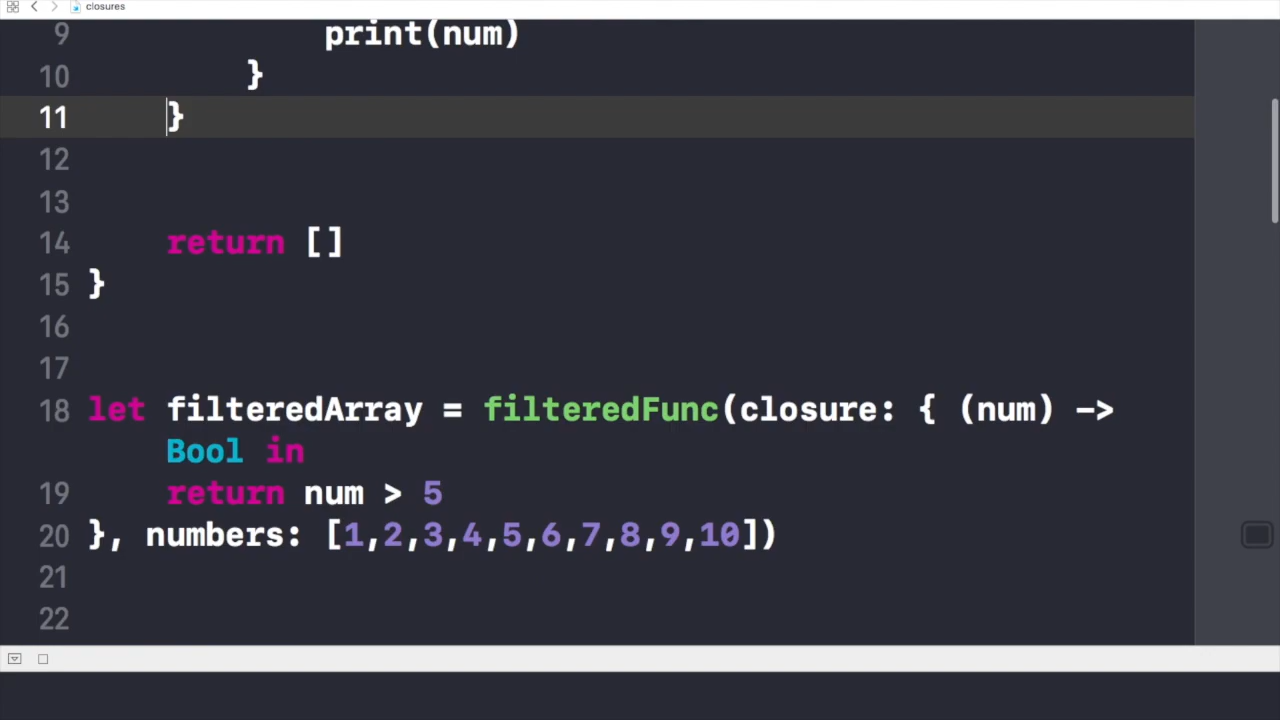 closures
9 print(num)
10 }
11 }
12
13
14 return []
15 }
16
17
18 let filteredArray = filteredFunc(closure: { (num) ->
Bool in
19 return num > 5
20 }, numbers: [1,2,3,4,5,6,7,8,9,10])
21
22